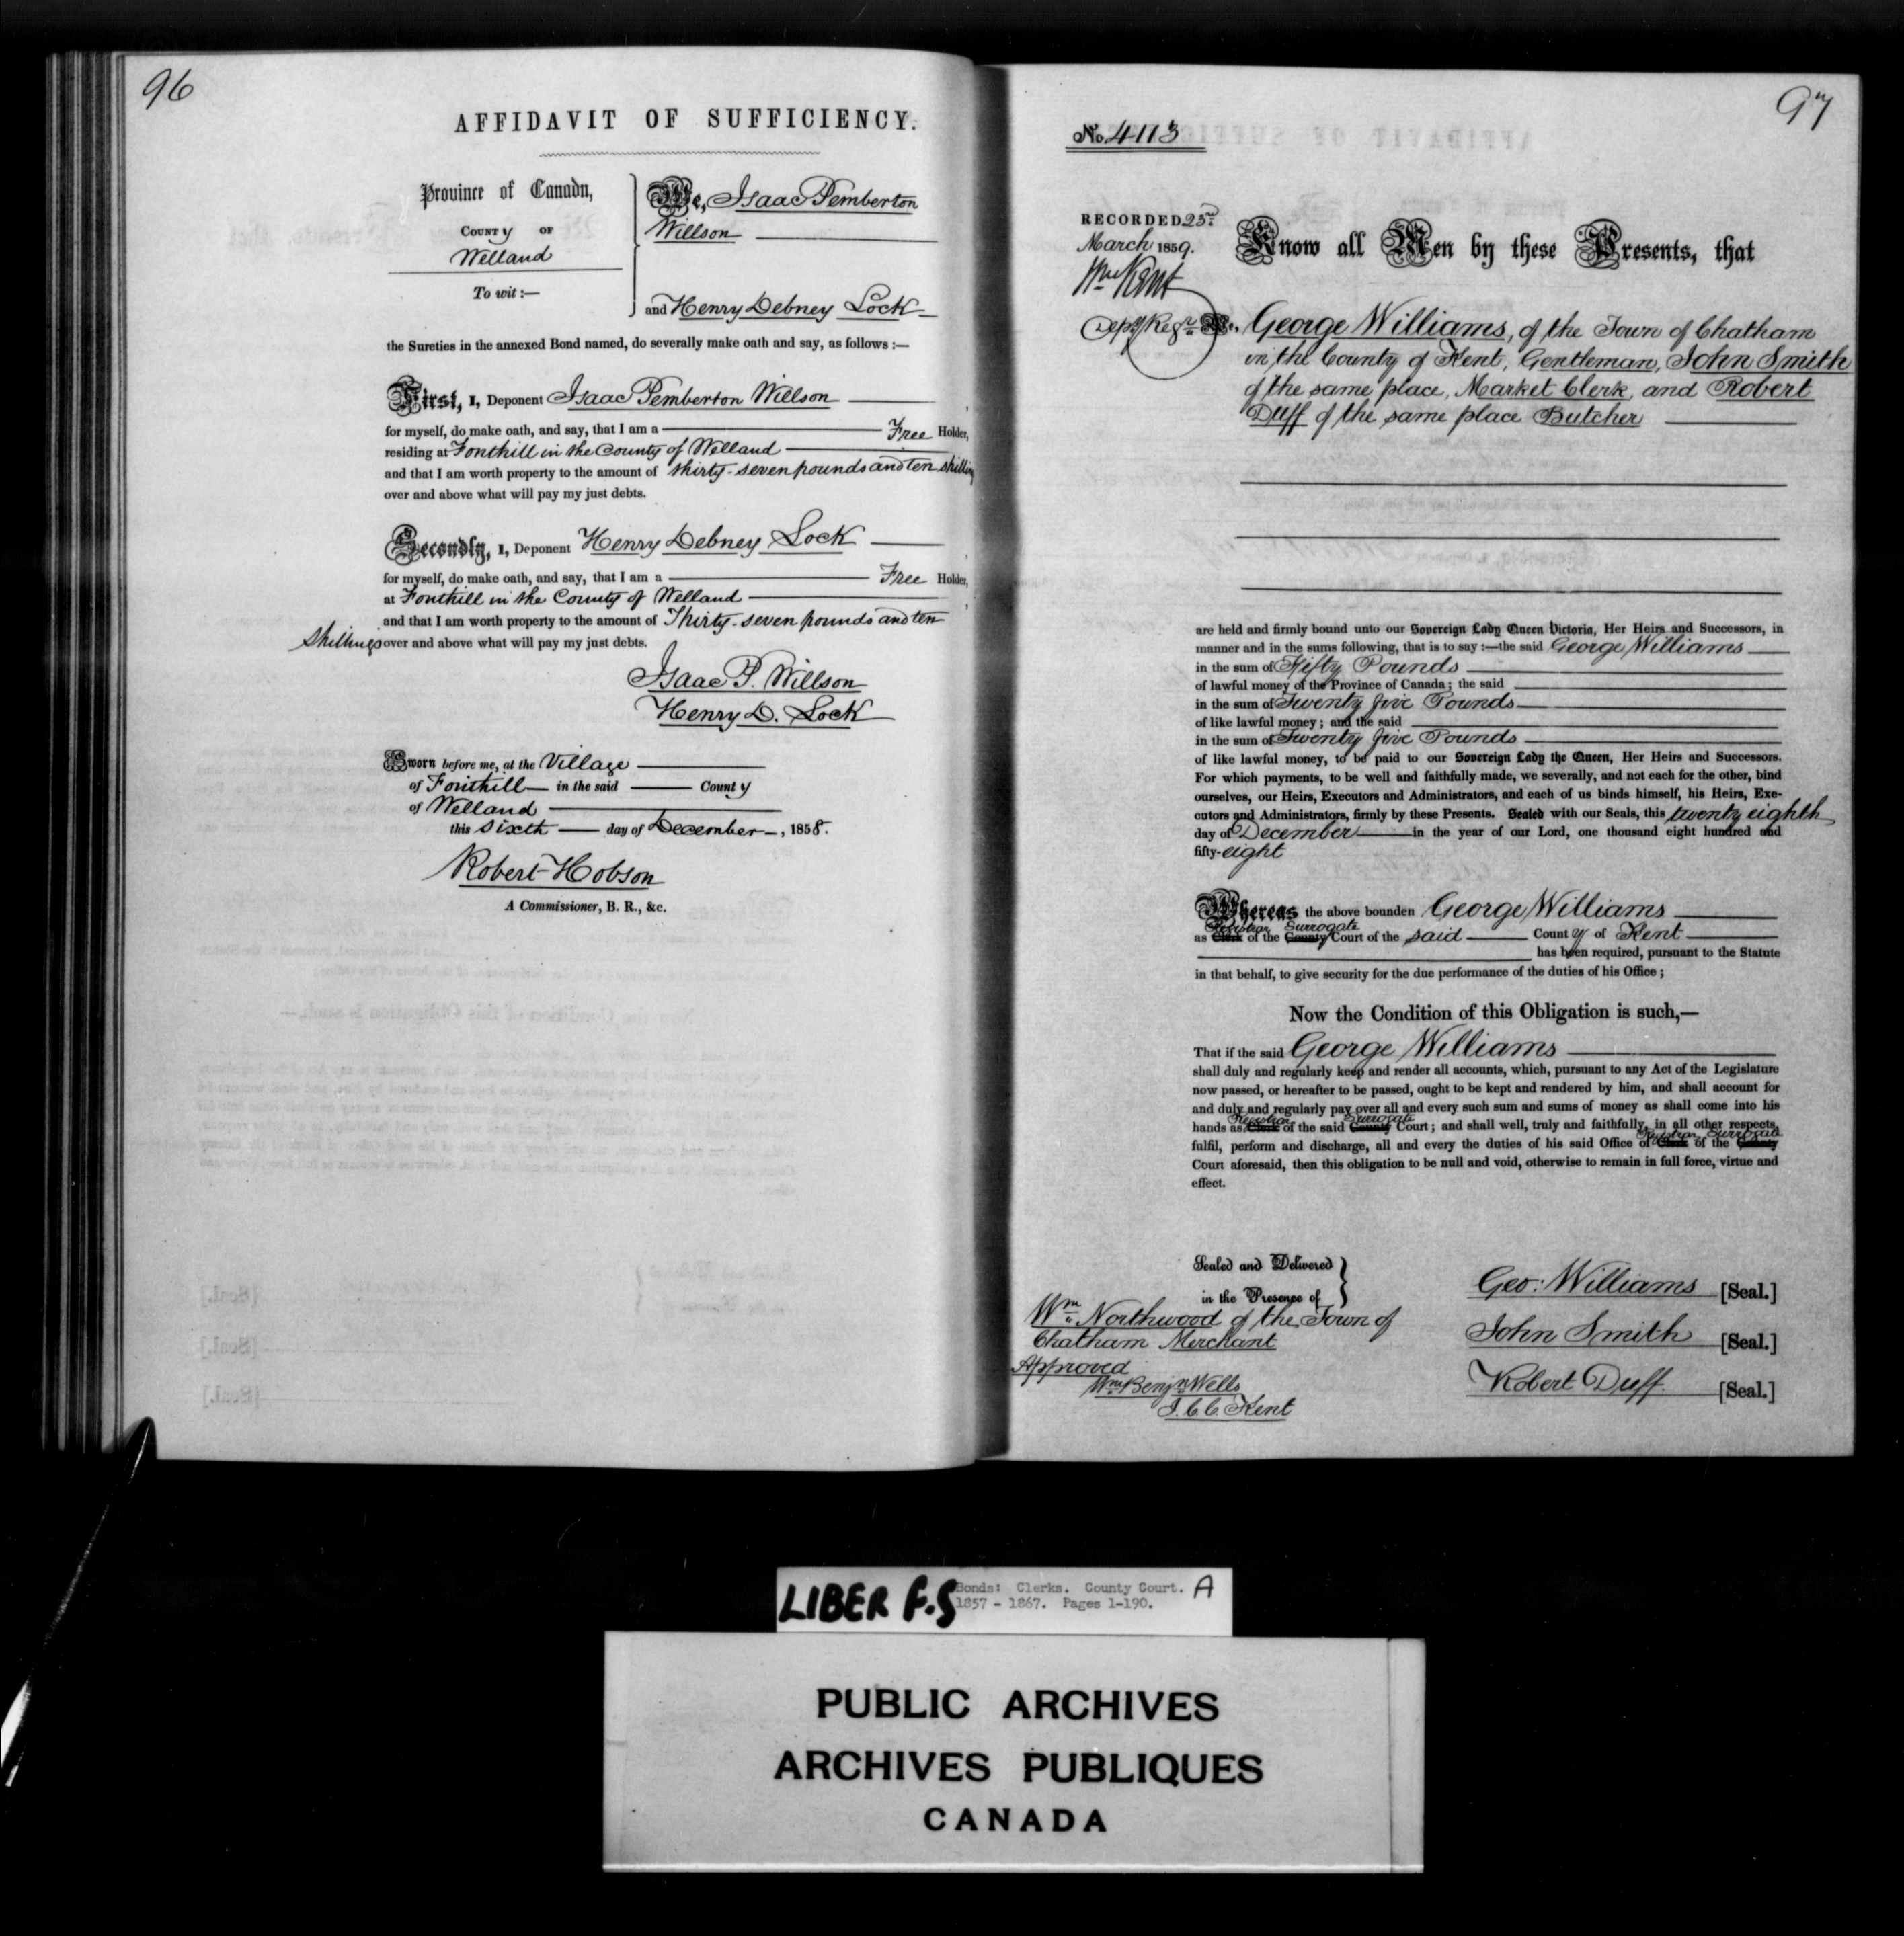 96
AFFIDAVIT OF SUFFICIENCY.
Province of Canada,
County OF
Welland
To wit:—
We, Isaac Pemberton
Willson
and Henry Debney Lock
the Sureties in the annexed Bond named, do severally make oath and say, as follows:—
First, I, Deponent Isaac Pemberton Willson
for myself, do make oath, and say, that I am a Free Holder,
residing at Fonthill in the County of Welland
and that I am worth property to the amount of thirty-seven pounds and ten shilling
over and above what will pay my just debts.
Secondly, I, Deponent Henry Debney Lock
for myself, do make oath, and say, that I am a Free Holder,
at Fonthill in the County of Welland
and that I am worth property to the amount of Thirty-seven pounds and ten
shillings over and above what will pay my just debts.
Isaac P. Willson
Henry D. Lock
Sworn before me, at the Village
of Fonthill in the said County
of Welland
this sixth day of December, 1858.
Robert Hobson
A Commissioner, B. R., &c.
97
No. 4113
RECORDED 23rd
March 1859.
Wm Kent
Depy Regr
Know all Men by these Presents, that
We, George Williams, of the Town of Chatham
in the County of Kent, Gentleman, John Smith
of the same place, Market Clerk, and Robert
Duff of the same place Butcher
are held and firmly bound unto our Sovereign Lady Queen Victoria, Her Heirs and Successors, in
manner and in the sums following, that is to say:—the said George Williams
in the sum of Fifty Pounds
of lawful money of the Province of Canada; the said
in the sum of Twenty five Pounds
of like lawful money; and the said
in the sum of Twenty five Pounds
of like lawful money, to be paid to our Sovereign Lady the Queen, Her Heirs and Successors.
For which payments, to be well and faithfully made, we severally, and not each for the other, bind
ourselves, our Heirs, Executors and Administrators, and each of us binds himself, his Heirs, Exe-
cutors and Administrators, firmly by these Presents. Sealed with our Seals, this twenty eighth
day of December in the year of our Lord, one thousand eight hundred and
fifty-eight
Whereas the above bounden George Williams
Registrar Surrogate
as Clerk of the County Court of the said County of Kent
has been required, pursuant to the Statute
in that behalf, to give security for the due performance of the duties of his Office;
Now the Condition of this Obligation is such,—
That if the said George Williams
shall duly and regularly keep and render all accounts, which, pursuant to any Act of the Legislature
now passed, or hereafter to be passed, ought to be kept and rendered by him, and shall account for
and duly and regularly pay over all and every such sum and sums of money as shall come into his
Registrar Surrogate
hands as Clerk of the said County Court; and shall well, truly and faithfully, in all other respects,
Registrar Surrogate
fulfil, perform and discharge, all and every the duties of his said Office of Clerk of the County
Court aforesaid, then this obligation to be null and void, otherwise to remain in full force, virtue and
effect.
Sealed and Delivered
in the Presence of
Wm Northwood of the Town of
Chatham Merchant
Approved
Wm Benjn Wells
J. C. C. Kent
Geo: Williams [Seal.]
John Smith [Seal.]
Robert Duff. [Seal.]
LIBER F.S
Bonds: Clerks. County Court. A
1857 - 1867. Pages 1-190.
PUBLIC ARCHIVES
ARCHIVES PUBLIQUES
CANADA